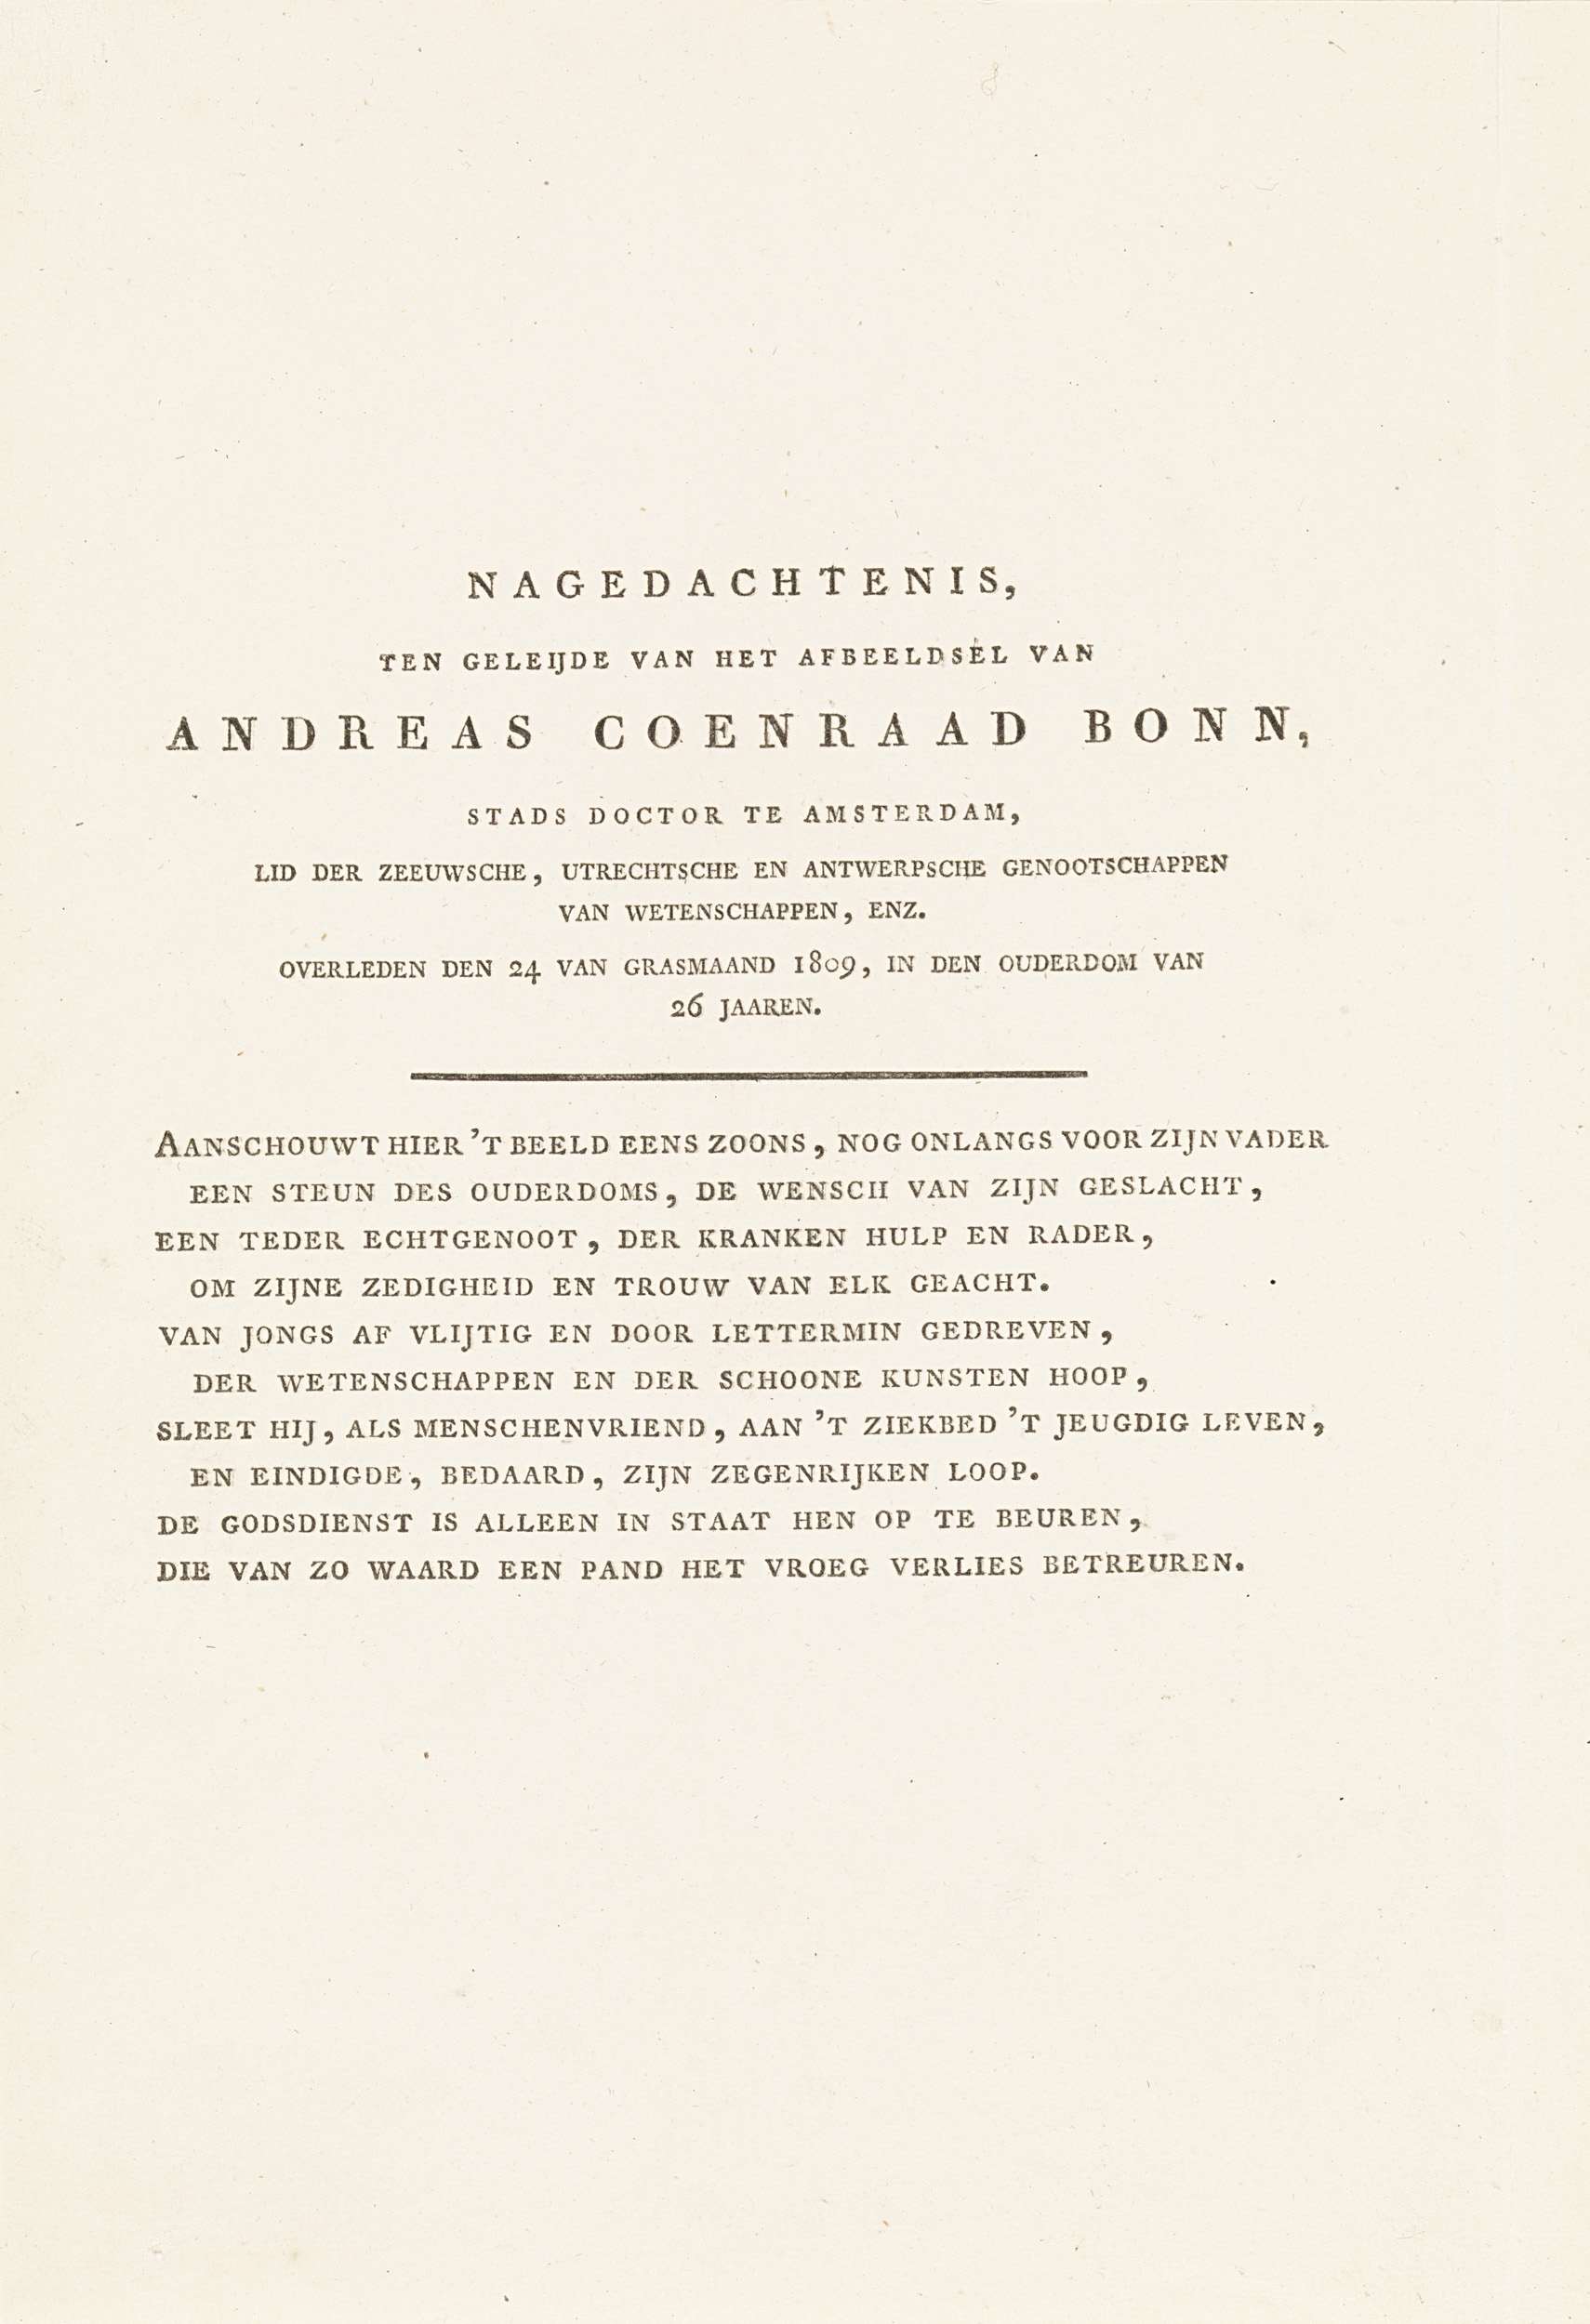 NAGEDACHTENIS,
TEN GELEIJDE VAN HET AFBEELDSEL VAN
ANDREAS COENRAAD BONN,
STADS DOCTOR TE AMSTERDAM,
LID DER ZEEUWSCHE, UTRECHTSCHE EN ANTWERPSCHE GENOOTSCHAPPEN
VAN WETENSCHAPPEN, ENZ.
OVERLEDEN DEN 24 VAN GRASMAAND 1809, IN DEN OUDERDOM VAN
26 JAAREN.
AANSCHOUWT HIER 'T BEELD EENS ZOONS, NOG ONLANGS VOOR ZIJN VADER
EEN STEUN DES OUDERDOMS, DE WENSCH VAN ZIJN GESLACHT,
EEN TEDER ECHTGENOOT, DER KRANKEN HULP EN RADER,
OM ZIJNE ZEDIGHEID EN TROUW VAN ELK GEACHT.
VAN JONGS AF VLIJTIG EN DOOR LETTERMIN GEDREVEN,
DER WETENSCHAPPEN EN DER SCHOONE KUNSTEN HOOP,
SLEET HIJ, ALS MENSCHENVRIEND, AAN 'T ZIEKBED 'T JEUGDIG LEVEN,
EN EINDIGDE, BEDAARD, ZIJN ZEGENRIJKEN LOOP.
DE GODSDIENST IS ALLEEN IN STAAT HEN OP TE BEUREN,
DIE VAN ZO WAARD EEN PAND HET VROEG VERLIES BETREUREN.